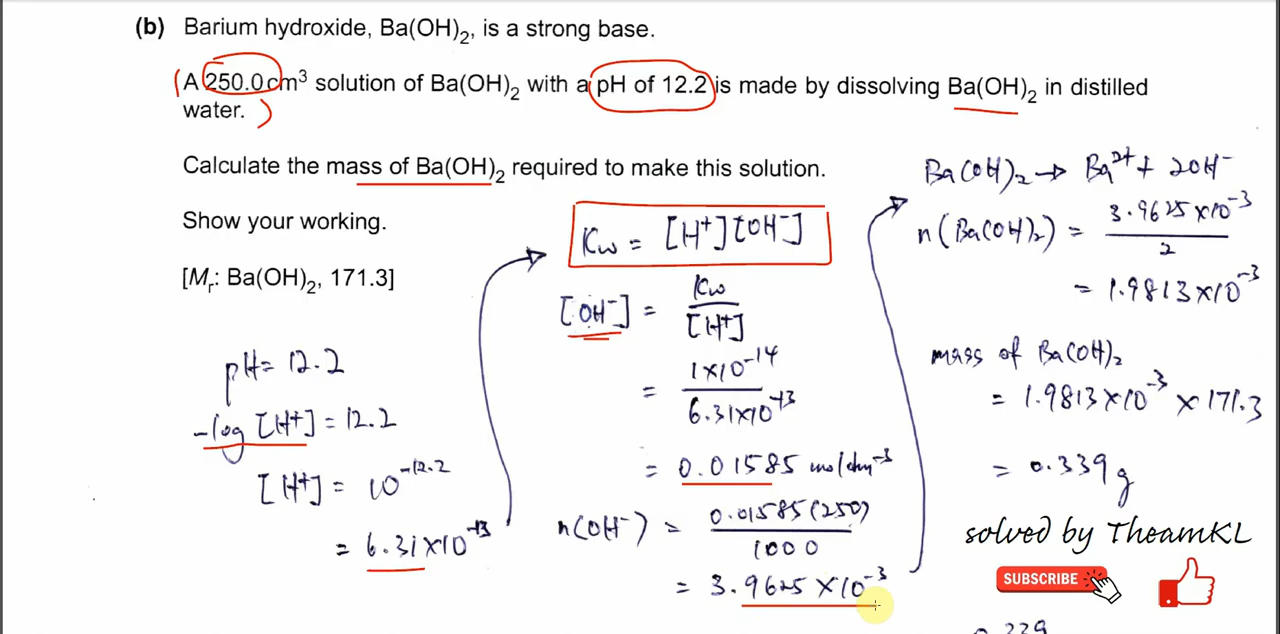 (b) Barium hydroxide, Ba(OH)₂, is a strong base.
(A 250.0 cm³ solution of Ba(OH)₂ with a pH of 12.2 is made by dissolving Ba(OH)₂ in distilled
water. )
Calculate the mass of Ba(OH)₂ required to make this solution.
Show your working.
[Mᵣ: Ba(OH)₂, 171.3]
pH = 12.2
-log [H⁺] = 12.2
[H⁺] = 10^-12.2
= 6.31 × 10^-13
Kw = [H⁺][OH⁻]
[OH⁻] = Kw / [H⁺]
= 1×10^-14 / 6.31×10^-13
= 0.01585 mol/dm^-3
n(OH⁻) = 0.01585(250) / 1000
= 3.9625 × 10^-3
Ba(OH)₂ → Ba²⁺ + 2OH⁻
n(Ba(OH)₂) = 3.9625×10^-3 / 2
= 1.9813×10^-3
mass of Ba(OH)₂
= 1.9813×10^-3 × 171.3
= 0.339 g
solved by TheamKL
SUBSCRIBE